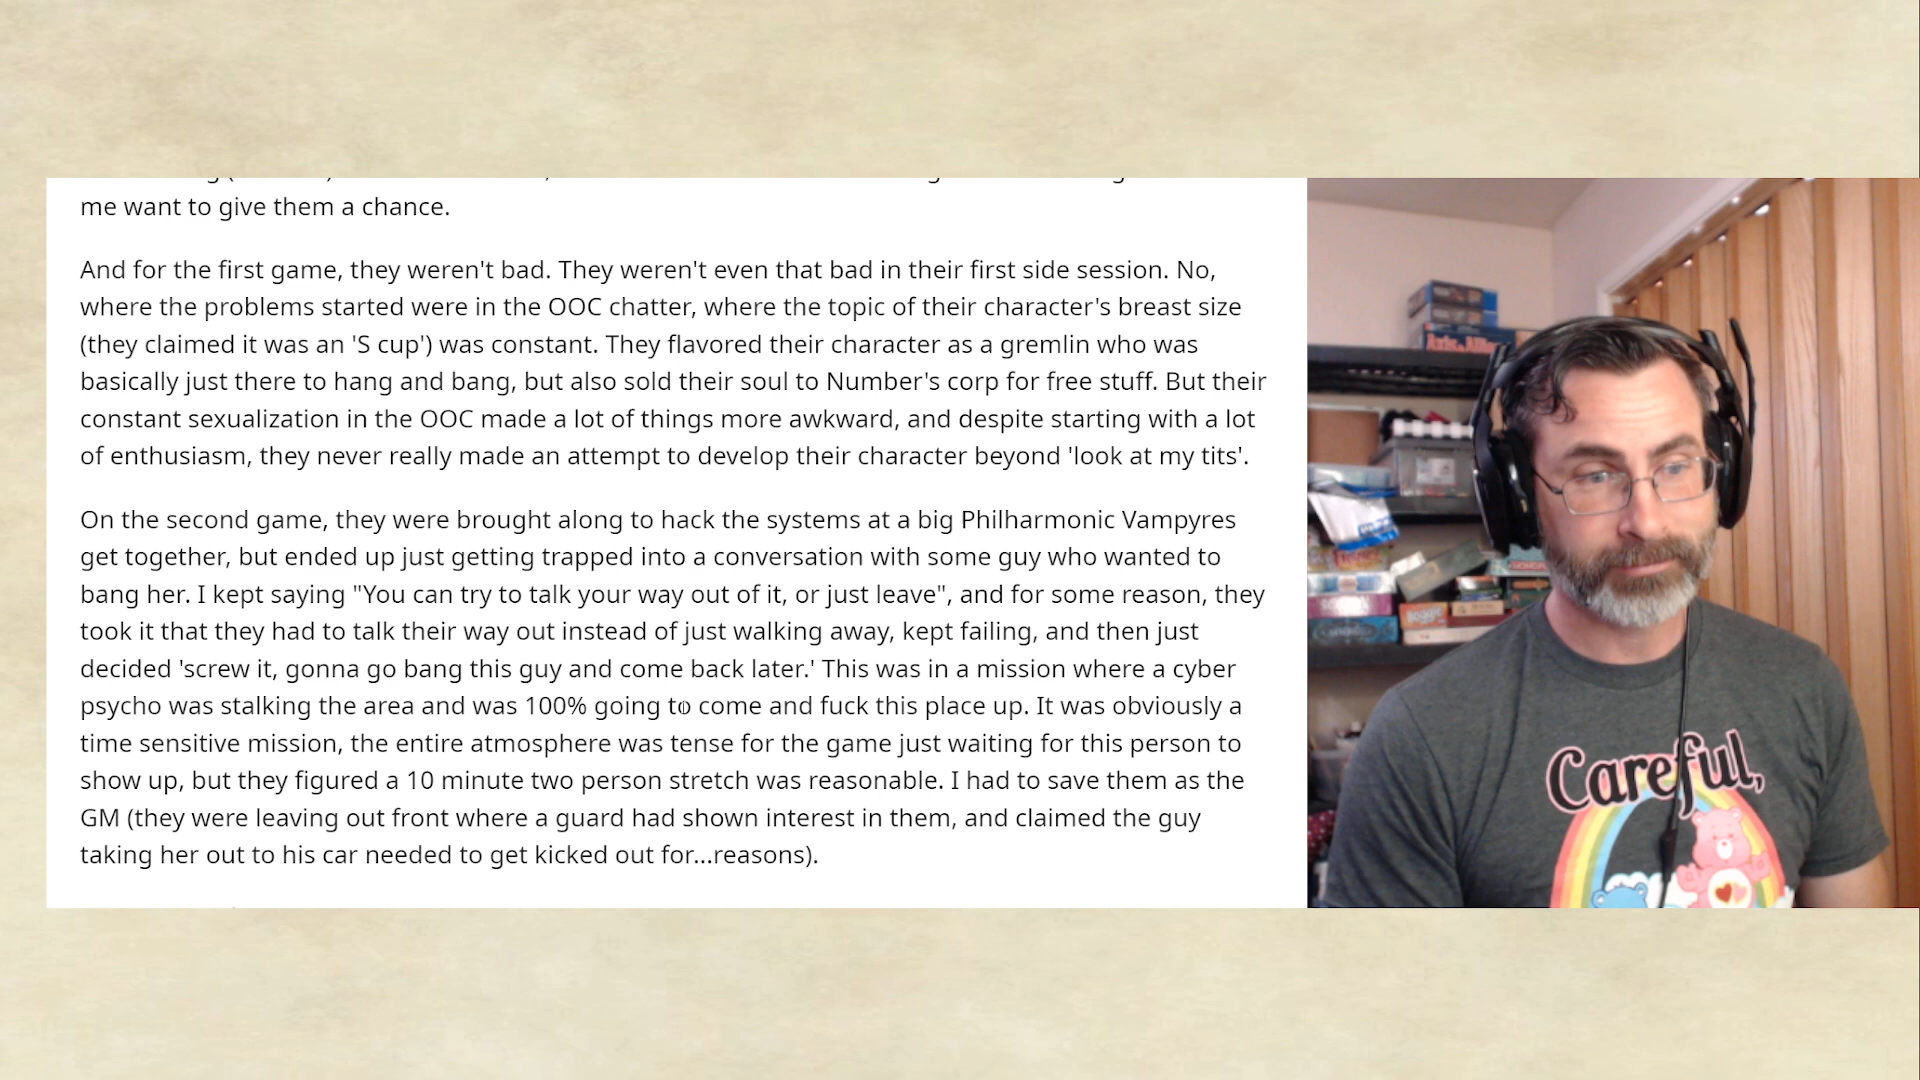 me want to give them a chance.
And for the first game, they weren't bad. They weren't even that bad in their first side session. No,
where the problems started were in the OOC chatter, where the topic of their character's breast size
(they claimed it was an 'S cup') was constant. They flavored their character as a gremlin who was
basically just there to hang and bang, but also sold their soul to Number's corp for free stuff. But their
constant sexualization in the OOC made a lot of things more awkward, and despite starting with a lot
of enthusiasm, they never really made an attempt to develop their character beyond 'look at my tits'.
On the second game, they were brought along to hack the systems at a big Philharmonic Vampyres
get together, but ended up just getting trapped into a conversation with some guy who wanted to
bang her. I kept saying "You can try to talk your way out of it, or just leave", and for some reason, they
took it that they had to talk their way out instead of just walking away, kept failing, and then just
decided 'screw it, gonna go bang this guy and come back later.' This was in a mission where a cyber
psycho was stalking the area and was 100% going to come and fuck this place up. It was obviously a
time sensitive mission, the entire atmosphere was tense for the game just waiting for this person to
show up, but they figured a 10 minute two person stretch was reasonable. I had to save them as the
GM (they were leaving out front where a guard had shown interest in them, and claimed the guy
taking her out to his car needed to get kicked out for...reasons).
Careful,